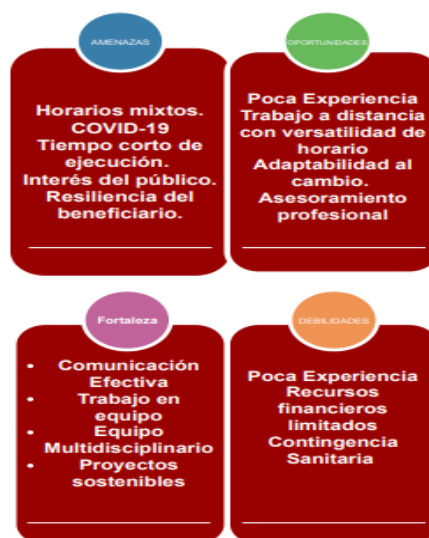 AMENAZAS
Horarios mixtos.
COVID-19
Tiempo corto de
ejecución.
Interés del público.
Resiliencia del
beneficiario.
OPORTUNIDADES
Poca Experiencia
Trabajo a distancia
con versatilidad de
horario
Adaptabilidad al
cambio.
Asesoramiento
profesional
Fortaleza
• Comunicación
Efectiva
• Trabajo en
equipo
• Equipo
Multidisciplinario
• Proyectos
sostenibles
DEBILIDADES
Poca Experiencia
Recursos
financieros
limitados
Contingencia
Sanitaria